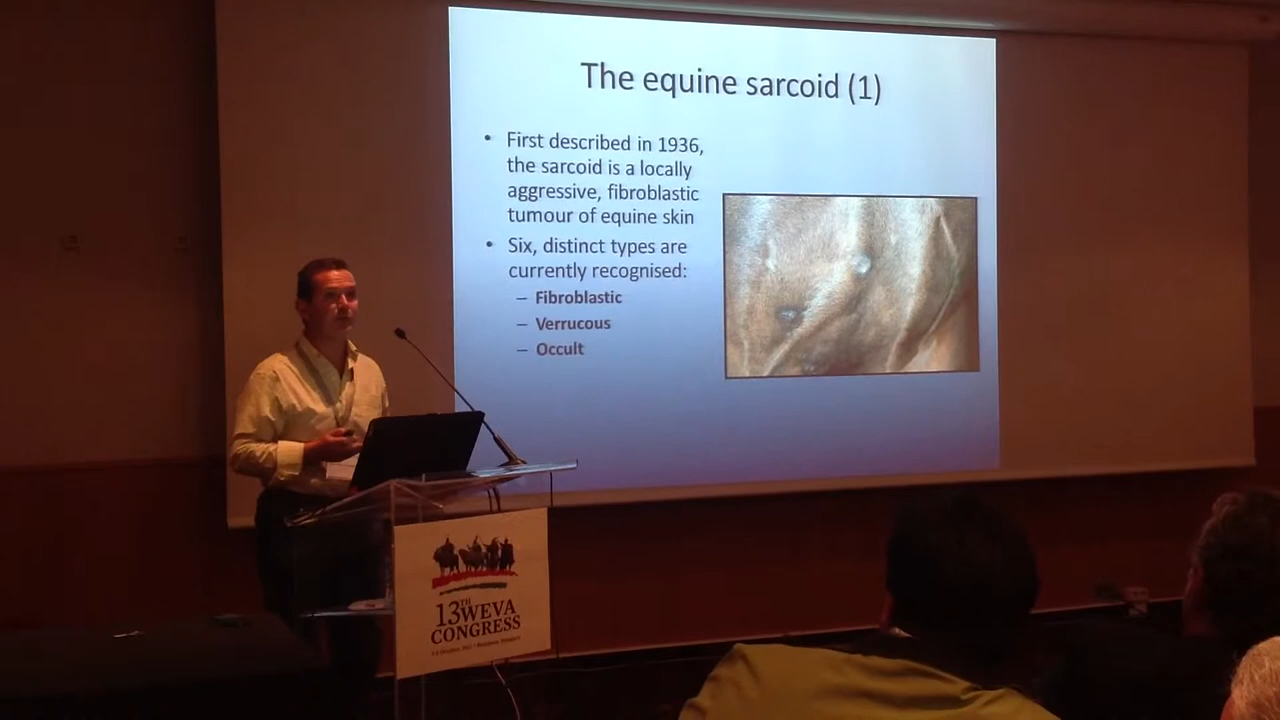 The equine sarcoid (1)
• First described in 1936,
the sarcoid is a locally
aggressive, fibroblastic
tumour of equine skin
• Six, distinct types are
currently recognised:
– Fibroblastic
– Verrucous
– Occult
13TH WEVA
CONGRESS